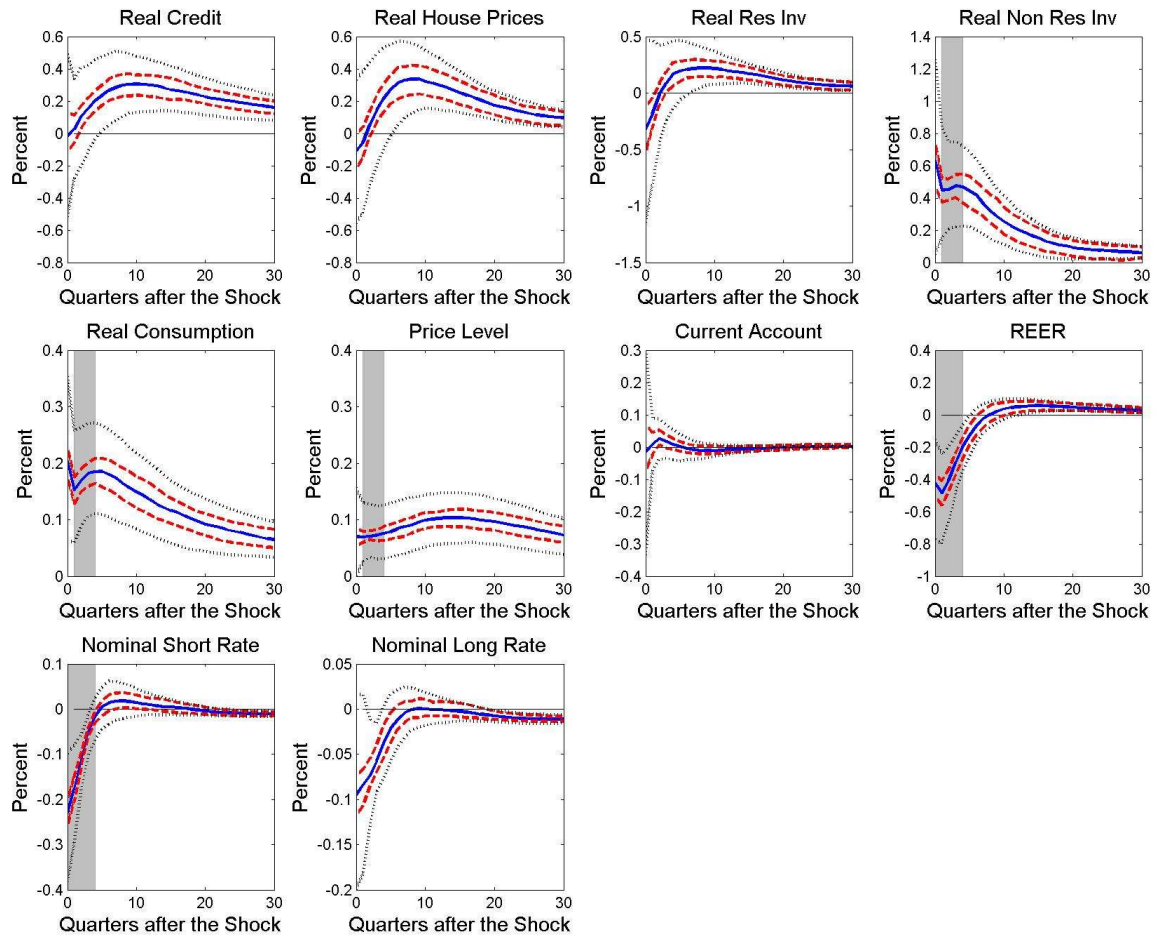 Real Credit
0.6
0.4
0.2
0
-0.2
-0.4
-0.6
-0.8
Percent
0 10 20 30
Quarters after the Shock
Real House Prices
0.6
0.4
0.2
0
-0.2
-0.4
-0.6
-0.8
Percent
0 10 20 30
Quarters after the Shock
Real Res Inv
0.5
0
-0.5
-1
-1.5
Percent
0 10 20 30
Quarters after the Shock
Real Non Res Inv
1.4
1.2
1
0.8
0.6
0.4
0.2
0
Percent
0 10 20 30
Quarters after the Shock
Real Consumption
0.4
0.3
0.2
0.1
0
Percent
0 10 20 30
Quarters after the Shock
Price Level
0.4
0.3
0.2
0.1
0
Percent
0 10 20 30
Quarters after the Shock
Current Account
0.3
0.2
0.1
0
-0.1
-0.2
-0.3
-0.4
Percent
0 10 20 30
Quarters after the Shock
REER
0.4
0.2
0
-0.2
-0.4
-0.6
-0.8
-1
Percent
0 10 20 30
Quarters after the Shock
Nominal Short Rate
0.1
0
-0.1
-0.2
-0.3
-0.4
Percent
0 10 20 30
Quarters after the Shock
Nominal Long Rate
0.05
0
-0.05
-0.1
-0.15
-0.2
Percent
0 10 20 30
Quarters after the Shock